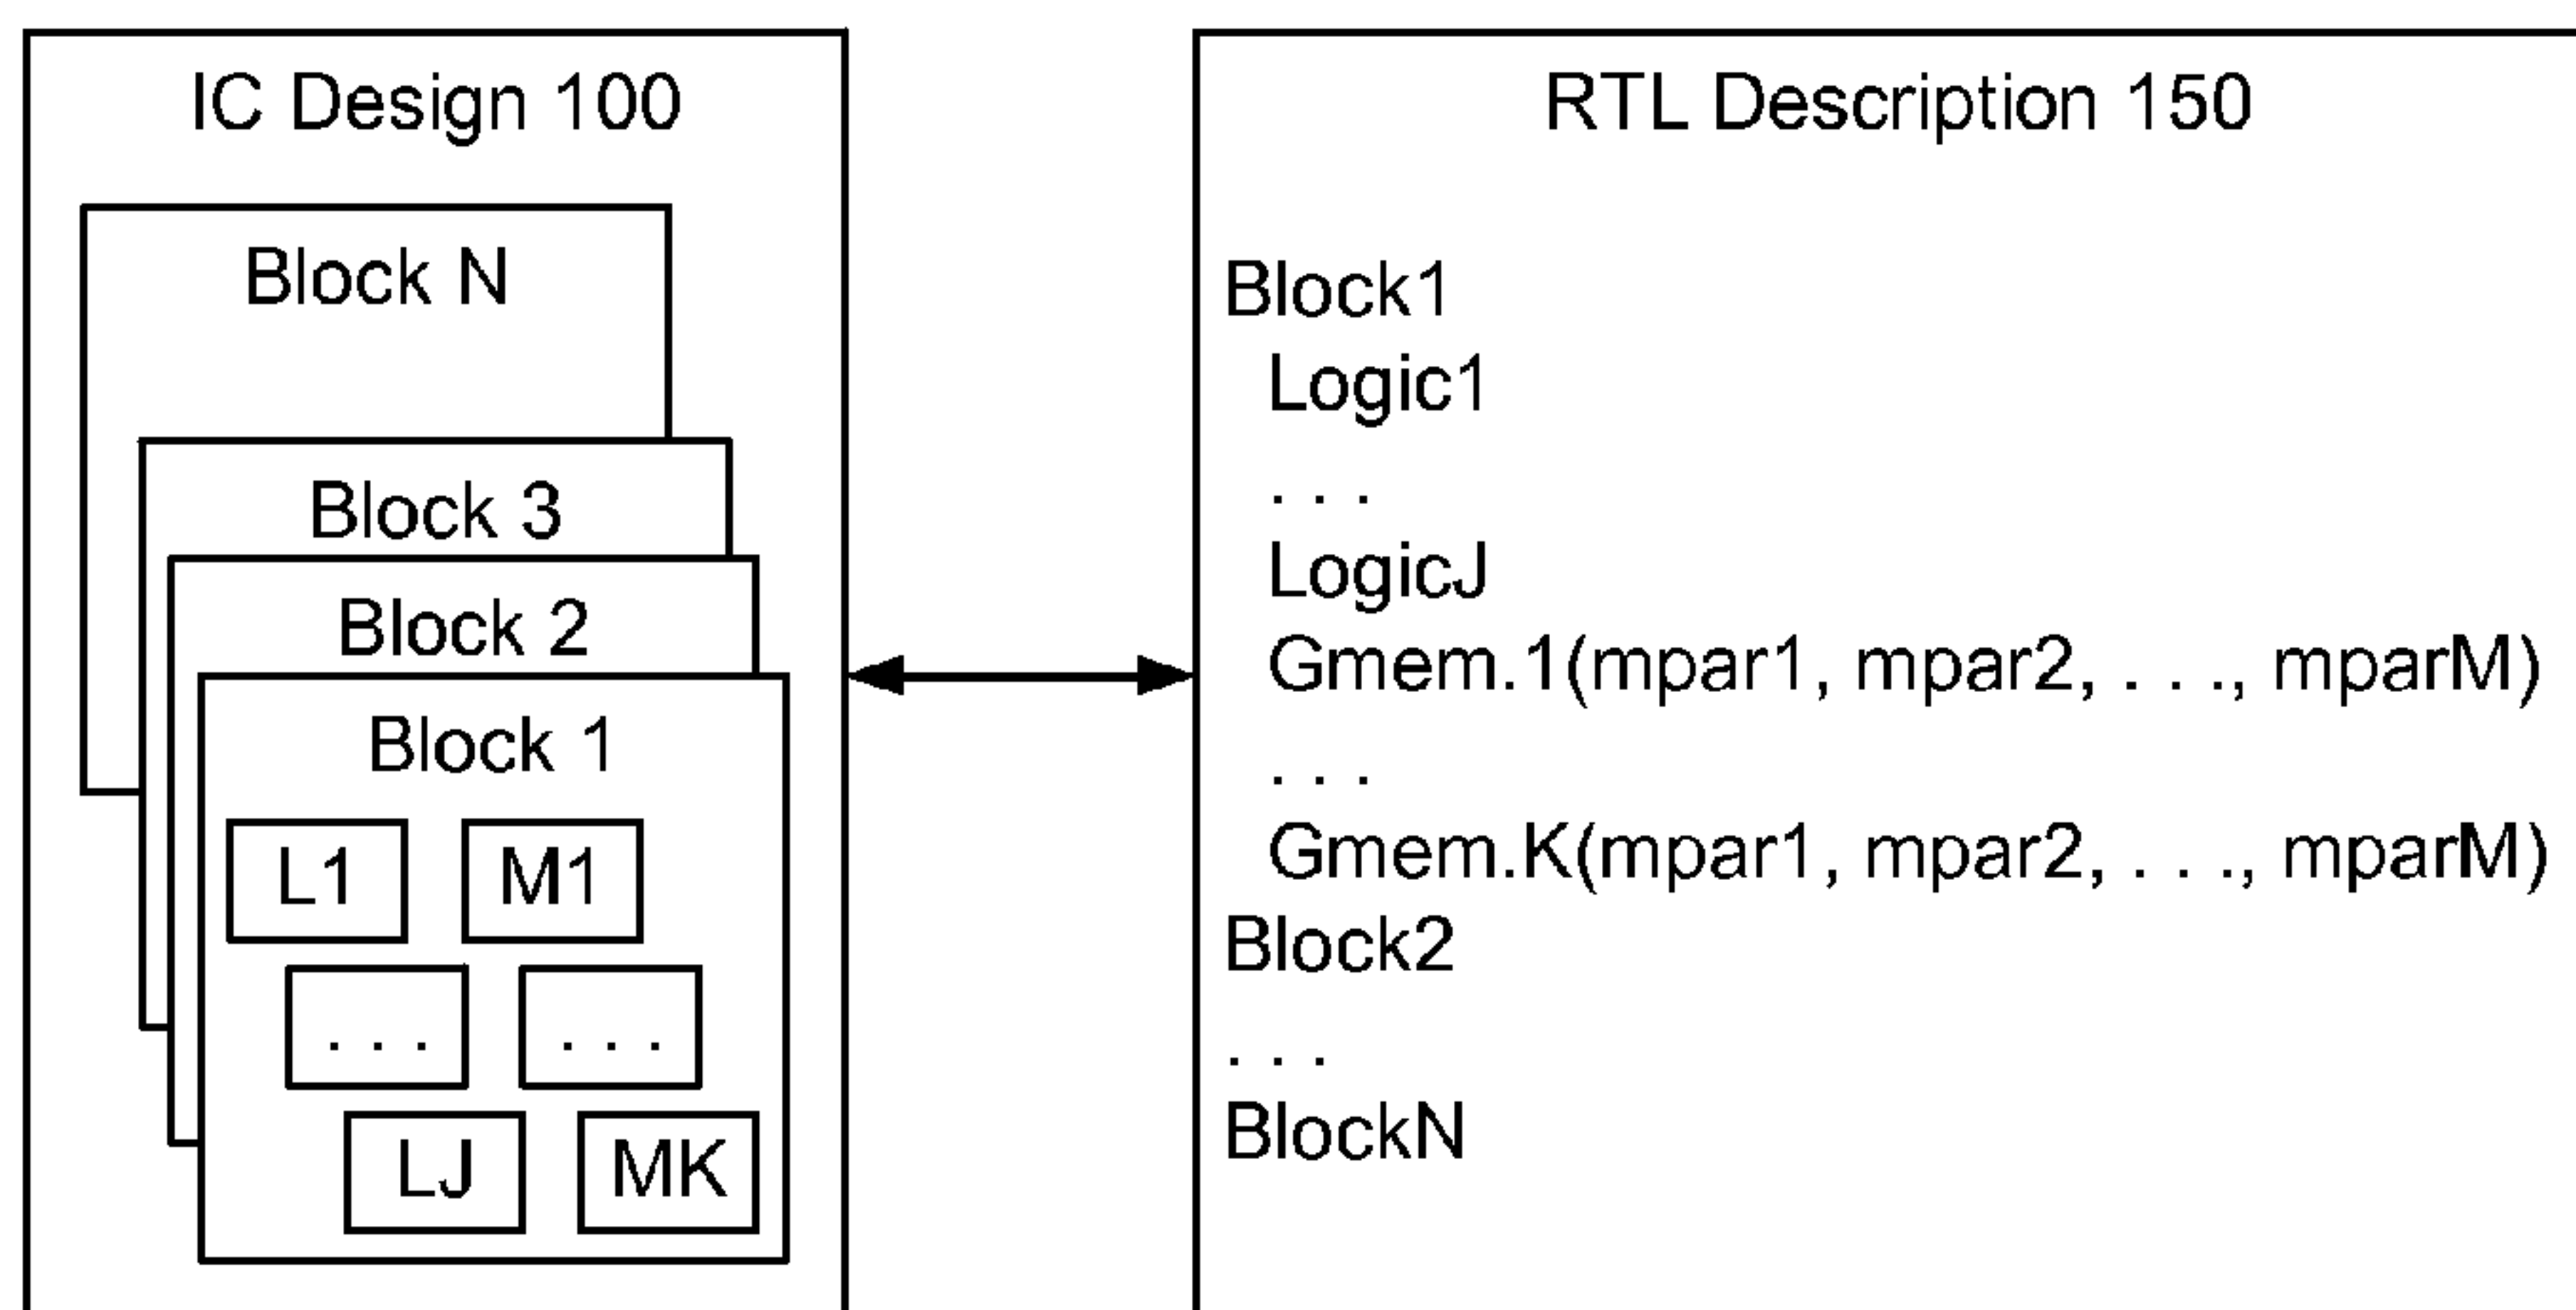 IC Design 100
Block N
Block 3
Block 2
Block 1
L1 M1
. . . . . .
LJ MK
RTL Description 150
Block1
Logic1
. . .
LogicJ
Gmem.1(mpar1, mpar2, . . ., mparM)
. . .
Gmem.K(mpar1, mpar2, . . ., mparM)
Block2
. . .
BlockN